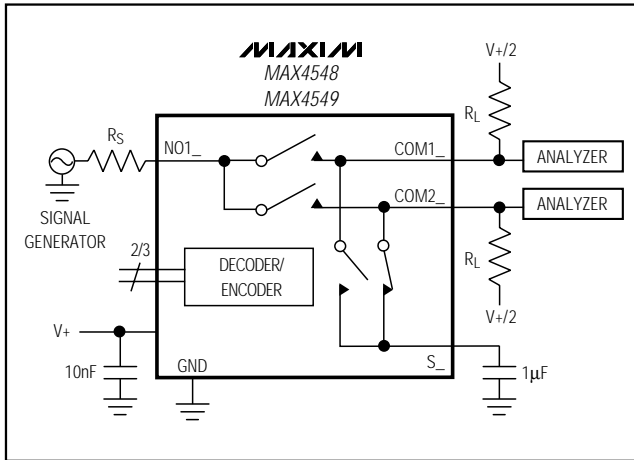 MAXIM
MAX4548
MAX4549
V+/2
RL
RS
NO1_
COM1_
ANALYZER
COM2_
ANALYZER
SIGNAL
GENERATOR
2/3
DECODER/
ENCODER
RL
V+/2
V+
10nF
GND
S_
1µF